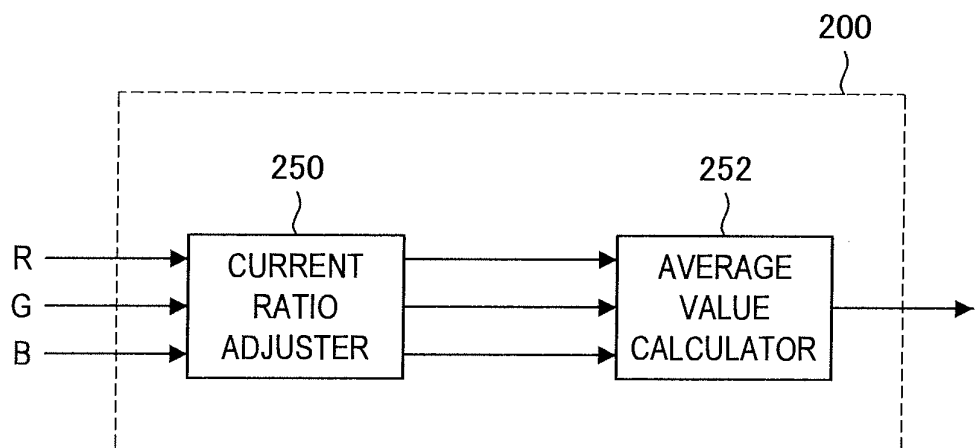 200
250
252
R
G
B
CURRENT
RATIO
ADJUSTER
AVERAGE
VALUE
CALCULATOR